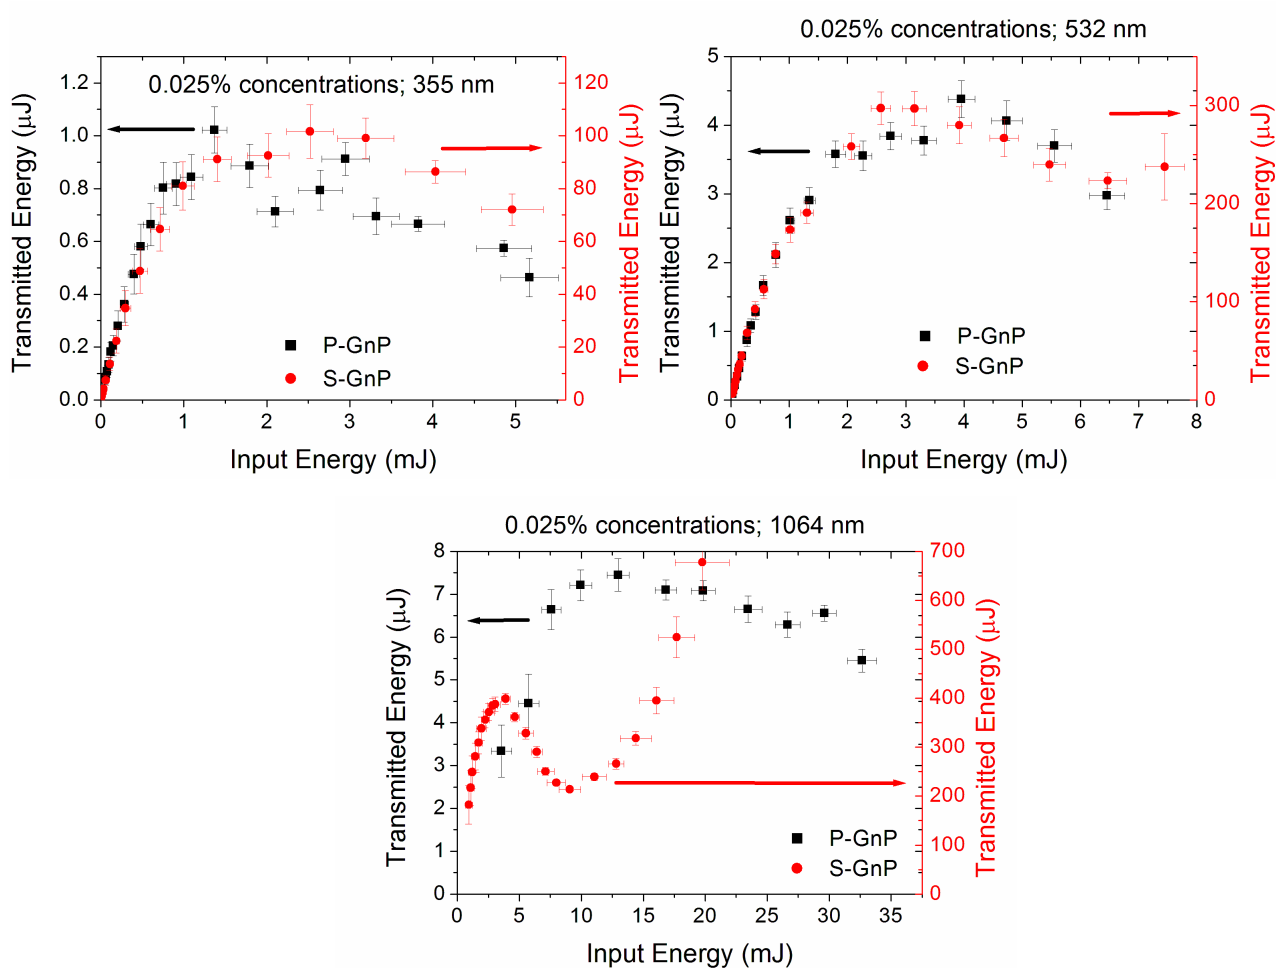 0.025% concentrations; 355 nm
Transmitted Energy (μJ)
1.2
1.0
0.8
0.6
0.4
0.2
0.0
120
100
80
60
40
20
0
Transmitted Energy (μJ)
P-GnP
S-GnP
0 1 2 3 4 5
Input Energy (mJ)
0.025% concentrations; 532 nm
Transmitted Energy (μJ)
5
4
3
2
1
0
300
200
100
0
Transmitted Energy (μJ)
P-GnP
S-GnP
0 1 2 3 4 5 6 7 8
Input Energy (mJ)
0.025% concentrations; 1064 nm
Transmitted Energy (μJ)
8
7
6
5
4
3
2
1
0
700
600
500
400
300
200
100
0
Transmitted Energy (μJ)
P-GnP
S-GnP
0 5 10 15 20 25 30 35
Input Energy (mJ)